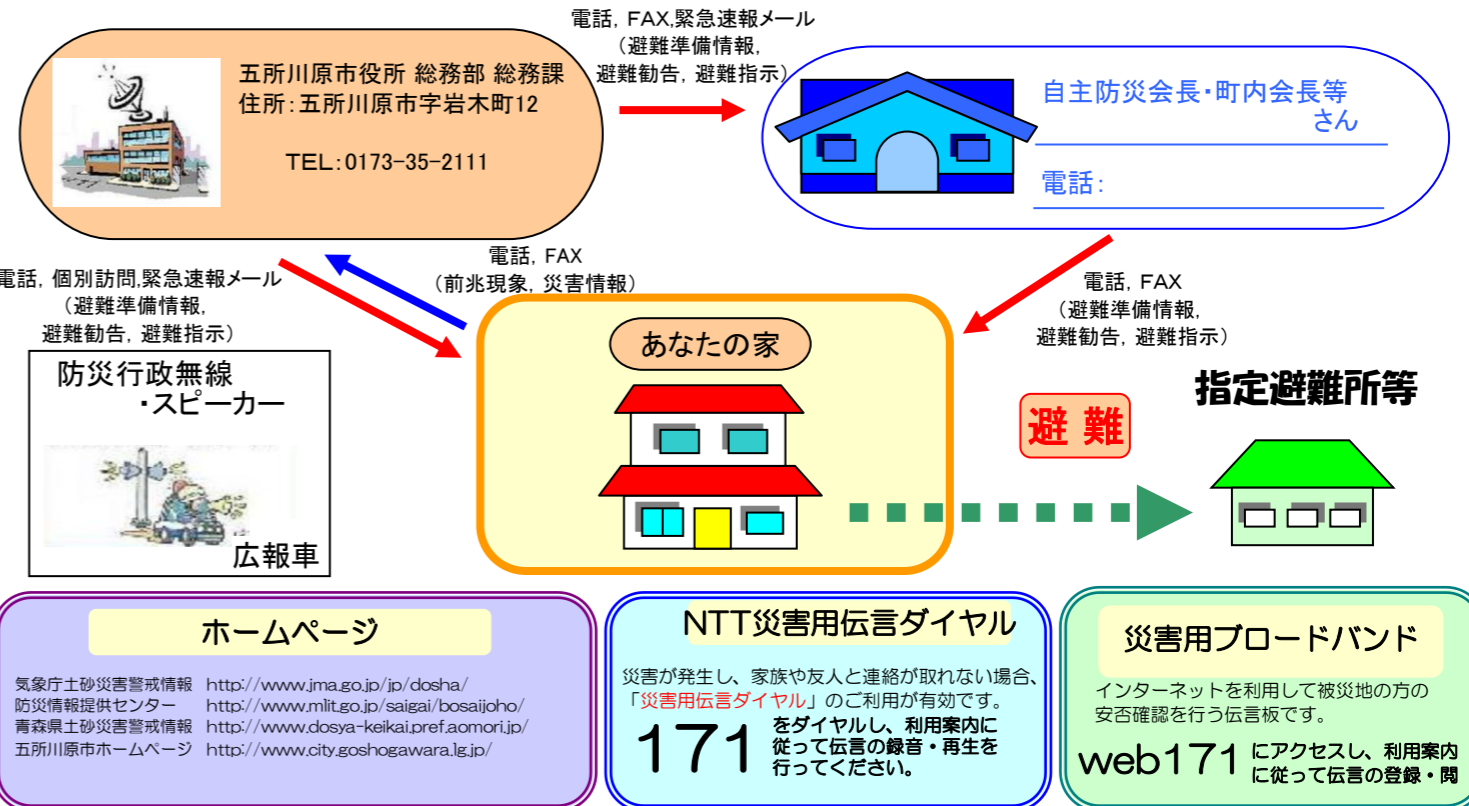 電話, FAX,緊急速報メール
(避難準備情報,
避難勧告, 避難指示)
五所川原市役所 総務部 総務課
住所:五所川原市字岩木町12
TEL:0173-35-2111
自主防災会長・町内会長等
さん
電話:
電話, FAX
(前兆現象, 災害情報)
電話, 個別訪問,緊急速報メール
(避難準備情報,
避難勧告, 避難指示)
電話, FAX
(避難準備情報,
避難勧告, 避難指示)
防災行政無線
・スピーカー
広報車
あなたの家
避 難
指定避難所等
ホームページ
気象庁土砂災害警戒情報 http://www.jma.go.jp/jp/dosha/
防災情報提供センター http://www.mlit.go.jp/saigai/bosaijoho/
青森県土砂災害警戒情報 http://www.dosya-keikai.pref.aomori.jp/
五所川原市ホームページ http://www.city.goshogawara.lg.jp/
NTT災害用伝言ダイヤル
災害が発生し、家族や友人と連絡が取れない場合、
「災害用伝言ダイヤル」のご利用が有効です。
171 をダイヤルし、利用案内に
従って伝言の録音・再生を
行ってください。
災害用ブロードバンド
インターネットを利用して被災地の方の
安否確認を行う伝言板です。
web171 にアクセスし、利用案内
に従って伝言の登録・閲